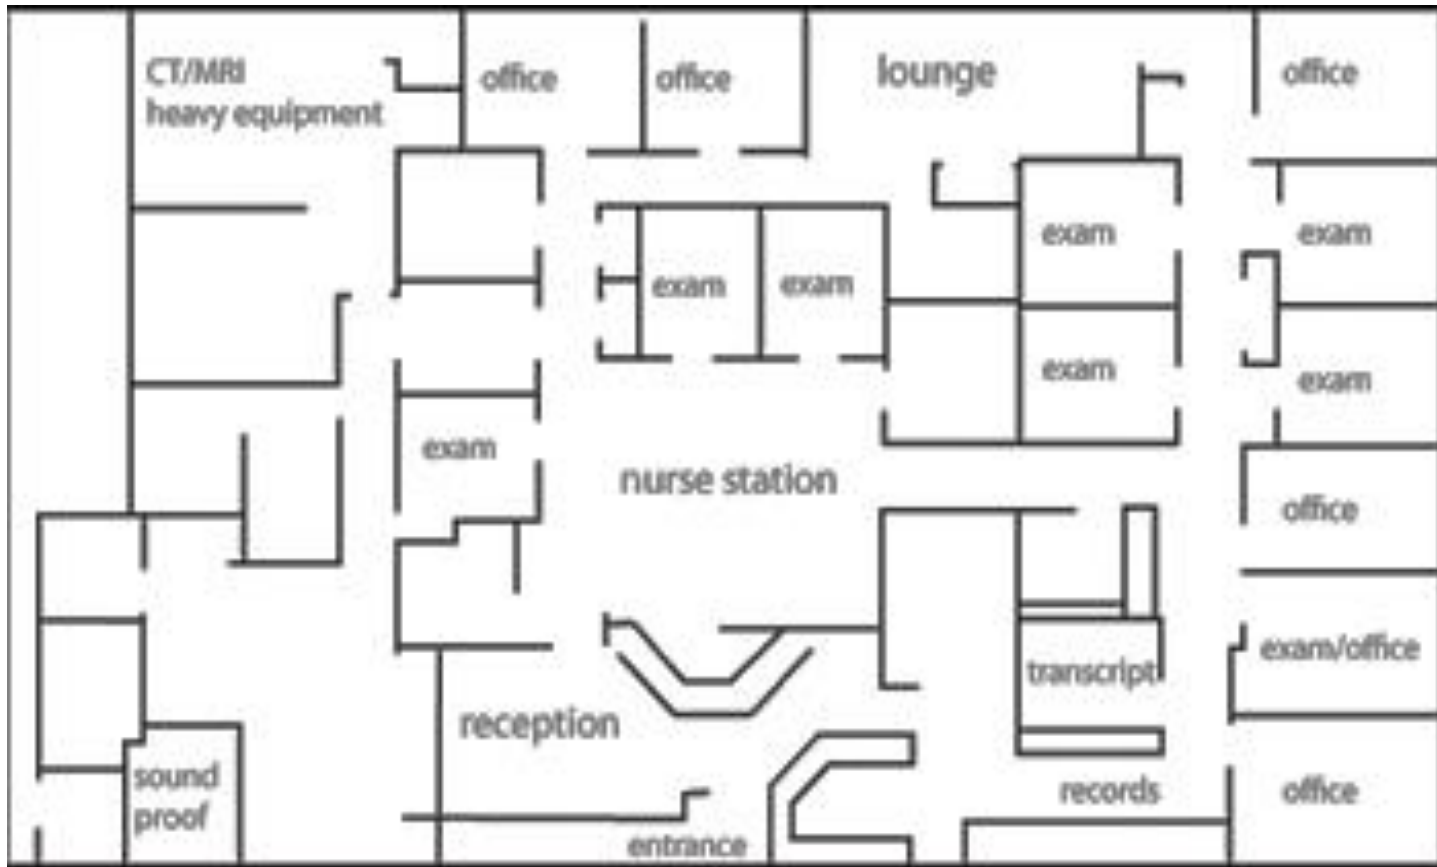 CT/MRI
heavy equipment
office
office
lounge
office
exam
exam
exam
exam
exam
exam
exam
nurse station
office
exam/office
transcript
reception
sound
proof
records
office
entrance